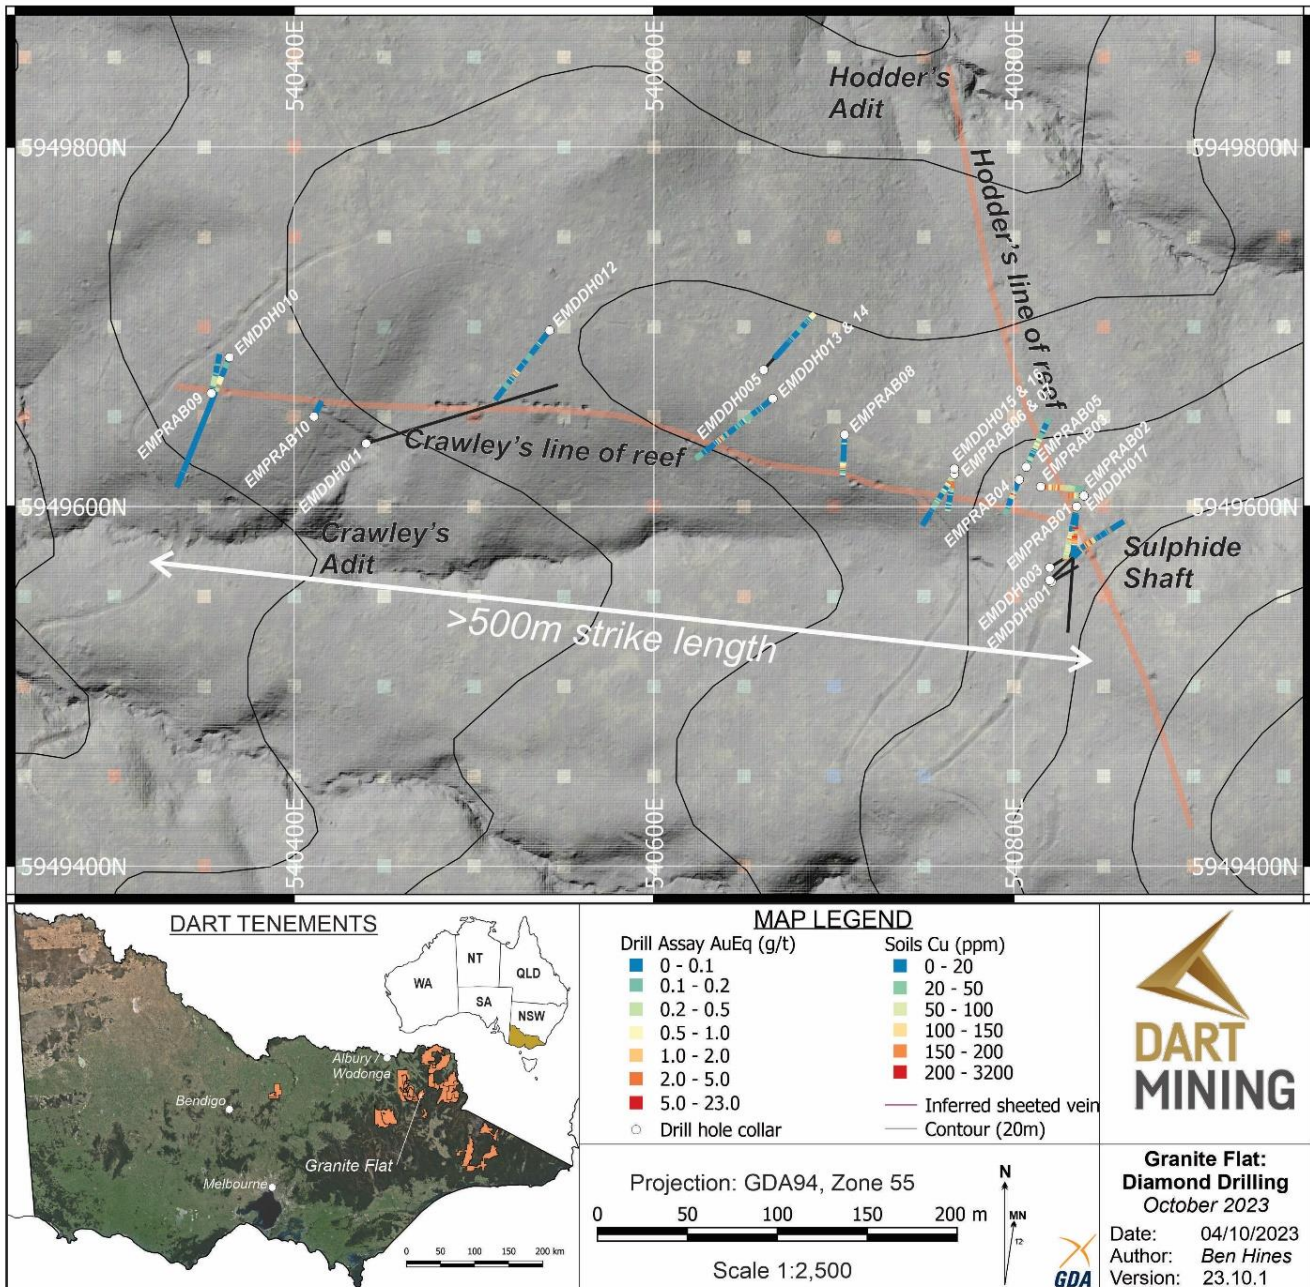 540400E
540600E
540800E
Hodder's
Adit
5949800N
5949800N
Hodder's line of reef
EMDDH010
EMDDH012
EMDDH013 & 14
EMDDH005
EMPRAB08
EMPRAB09
EMPRAB10
EMDDH011
Crawley's line of reef
EMDDH015 & 16
EMPRAB05
EMPRAB03
EMPRAB02
EMDDH017
EMPRAB04
EMPRAB01
5949600N
5949600N
Crawley's
Adit
Sulphide
Shaft
EMDDH003
EMDDH001
>500m strike length
5949400N
5949400N
540400E
540600E
540800E
DART TENEMENTS
WA
NT
QLD
SA
NSW
Albury /
Wodonga
Bendigo
Granite Flat
Melbourne
0 50 100 150 200 km
MAP LEGEND
Drill Assay AuEq (g/t)
0 - 0.1
0.1 - 0.2
0.2 - 0.5
0.5 - 1.0
1.0 - 2.0
2.0 - 5.0
5.0 - 23.0
Drill hole collar
Soils Cu (ppm)
0 - 20
20 - 50
50 - 100
100 - 150
150 - 200
200 - 3200
Inferred sheeted vein
Contour (20m)
Projection: GDA94, Zone 55
0 50 100 150 200 m
Scale 1:2,500
N
MN
12°
GDA
DART
MINING
Granite Flat:
Diamond Drilling
October 2023
Date: 04/10/2023
Author: Ben Hines
Version: 23.10.1